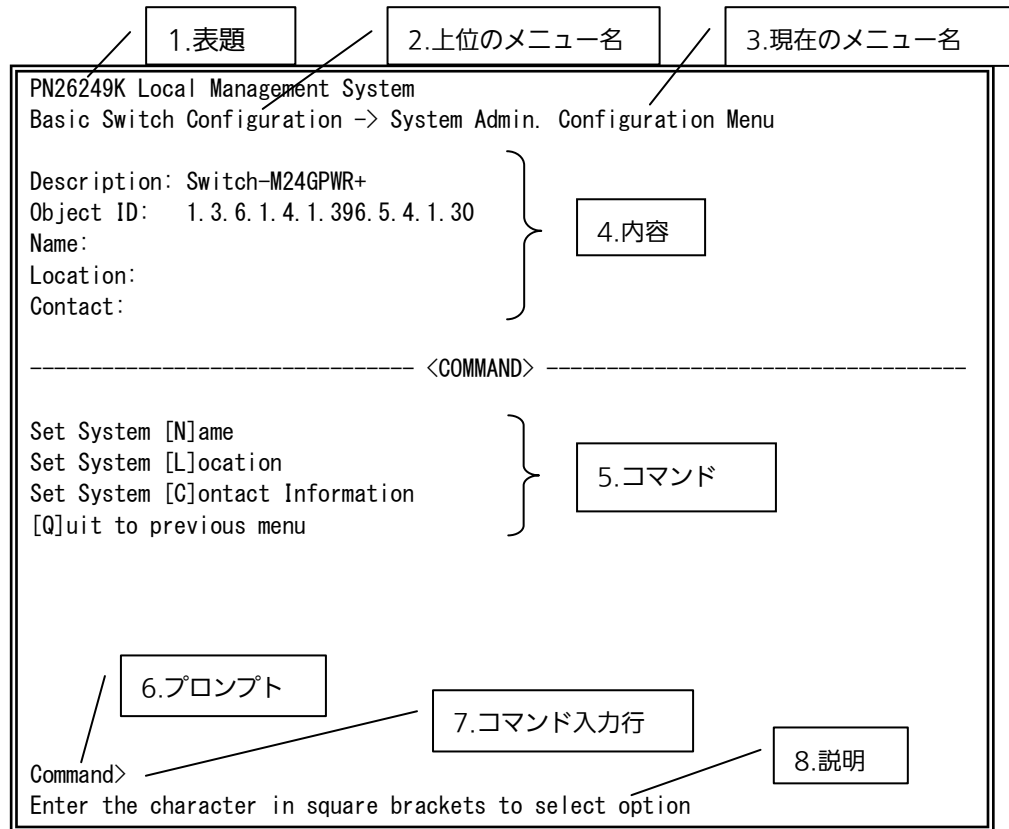 1.表題
2.上位のメニュー名
3.現在のメニュー名
PN26249K Local Management System
Basic Switch Configuration -> System Admin. Configuration Menu
Description: Switch-M24GPWR+
Object ID: 1.3.6.1.4.1.396.5.4.1.30
Name:
Location:
Contact:
4.内容
-------------------------------- <COMMAND> -----------------------------------
Set System [N]ame
Set System [L]ocation
Set System [C]ontact Information
[Q]uit to previous menu
5.コマンド
6.プロンプト
7.コマンド入力行
8.説明
Command>
Enter the character in square brackets to select option